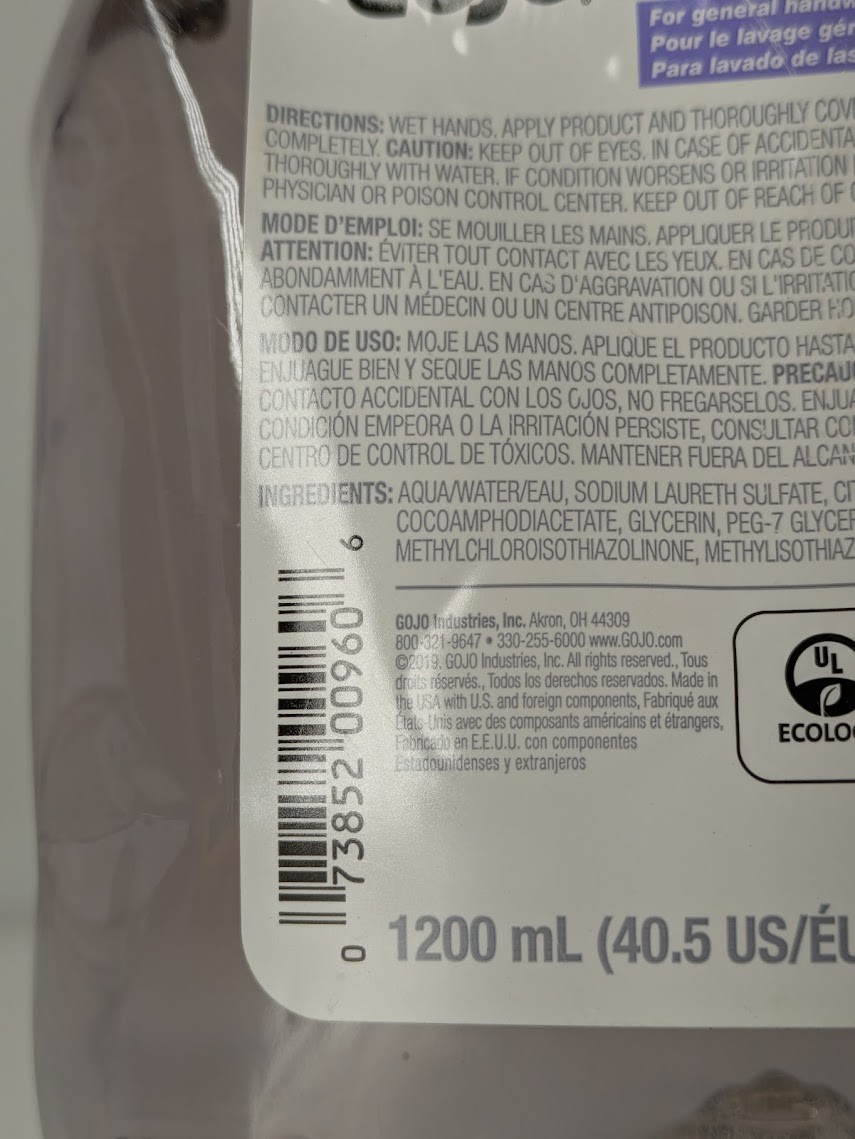 GOJO
For general handw
Pour le lavage gér
Para lavado de las
DIRECTIONS: WET HANDS. APPLY PRODUCT AND THOROUGHLY COVE
COMPLETELY. CAUTION: KEEP OUT OF EYES. IN CASE OF ACCIDENTA
THOROUGHLY WITH WATER. IF CONDITION WORSENS OR IRRITATION
PHYSICIAN OR POISON CONTROL CENTER. KEEP OUT OF REACH OF
MODE D'EMPLOI: SE MOUILLER LES MAINS. APPLIQUER LE PRODUI
ATTENTION: ÉVITER TOUT CONTACT AVEC LES YEUX. EN CAS DE CO
ABONDAMMENT À L'EAU. EN CAS D'AGGRAVATION OU SI L'IRRITATIO
CONTACTER UN MÉDECIN OU UN CENTRE ANTIPOISON. GARDER HO
MODO DE USO: MOJE LAS MANOS. APLIQUE EL PRODUCTO HASTA
ENJUAGUE BIEN Y SEQUE LAS MANOS COMPLETAMENTE. PRECAU
CONTACTO ACCIDENTAL CON LOS OJOS, NO FREGARSELOS. ENJUA
CONDICIÓN EMPEORA O LA IRRITACIÓN PERSISTE, CONSULTAR CO
CENTRO DE CONTROL DE TÓXICOS. MANTENER FUERA DEL ALCAN
INGREDIENTS: AQUA/WATER/EAU, SODIUM LAURETH SULFATE, CIT
COCOAMPHODIACETATE, GLYCERIN, PEG-7 GLYCER
METHYLCHLOROISOTHIAZOLINONE, METHYLISOTHIAZ
GOJO Industries, Inc. Akron, OH 44309
800-321-9647 • 330-255-6000 www.GOJO.com
©2019. GOJO Industries, Inc. All rights reserved., Tous
droits réservés., Todos los derechos reservados. Made in
the USA with U.S. and foreign components, Fabriqué aux
États-Unis avec des composants américains et étrangers,
Fabricado en E.E.U.U. con componentes
Estadounidenses y extranjeros
UL
ECOLO
0 73852 00960 6
1200 mL (40.5 US/ÉU